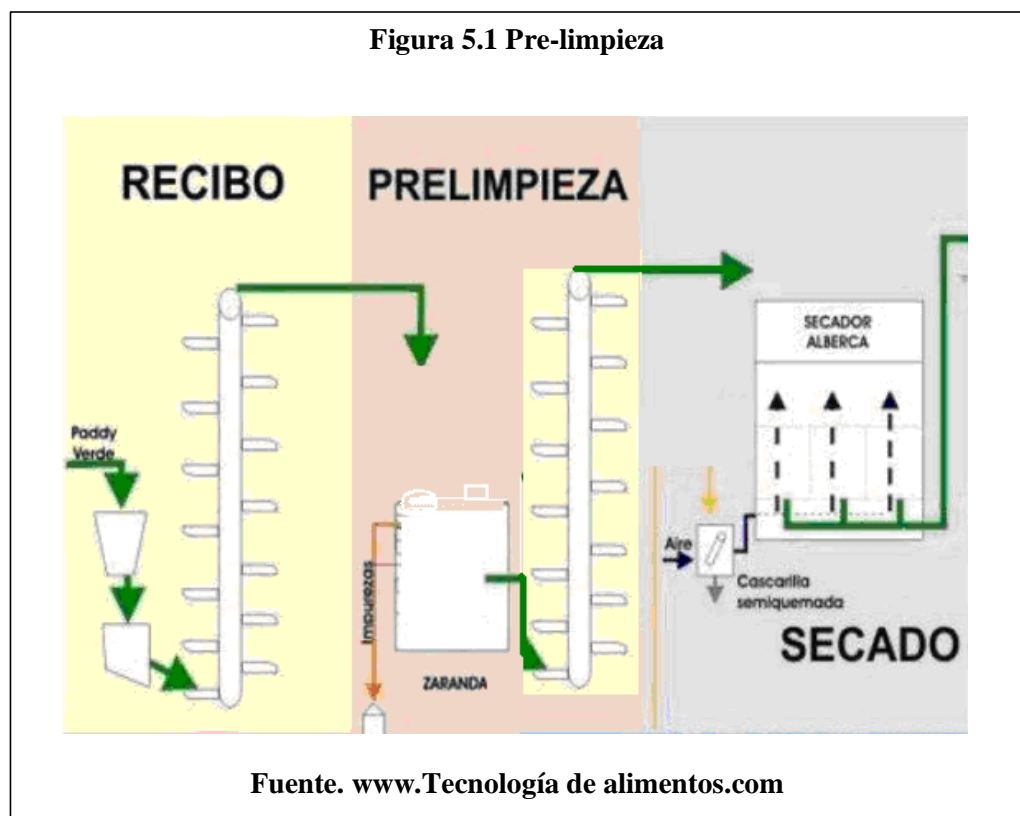 Figura 5.1 Pre-limpieza
RECIBO
PRELIMPIEZA
Paddy
Verde
Impurezas
ZARANDA
SECADOR
ALBERCA
Aire
Cascarilla
semiquemada
SECADO
Fuente. www.Tecnología de alimentos.com